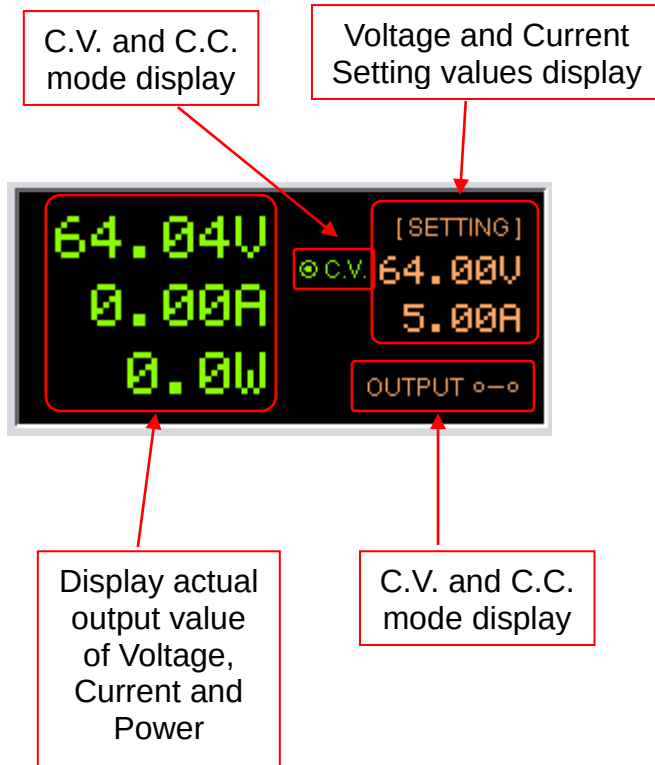 C.V. and C.C.
mode display
Voltage and Current
Setting values display
64.04V
0.00A
0.0W
C.V.
[ SETTING ]
64.00V
5.00A
OUTPUT
Display actual
output value
of Voltage,
Current and
Power
C.V. and C.C.
mode display